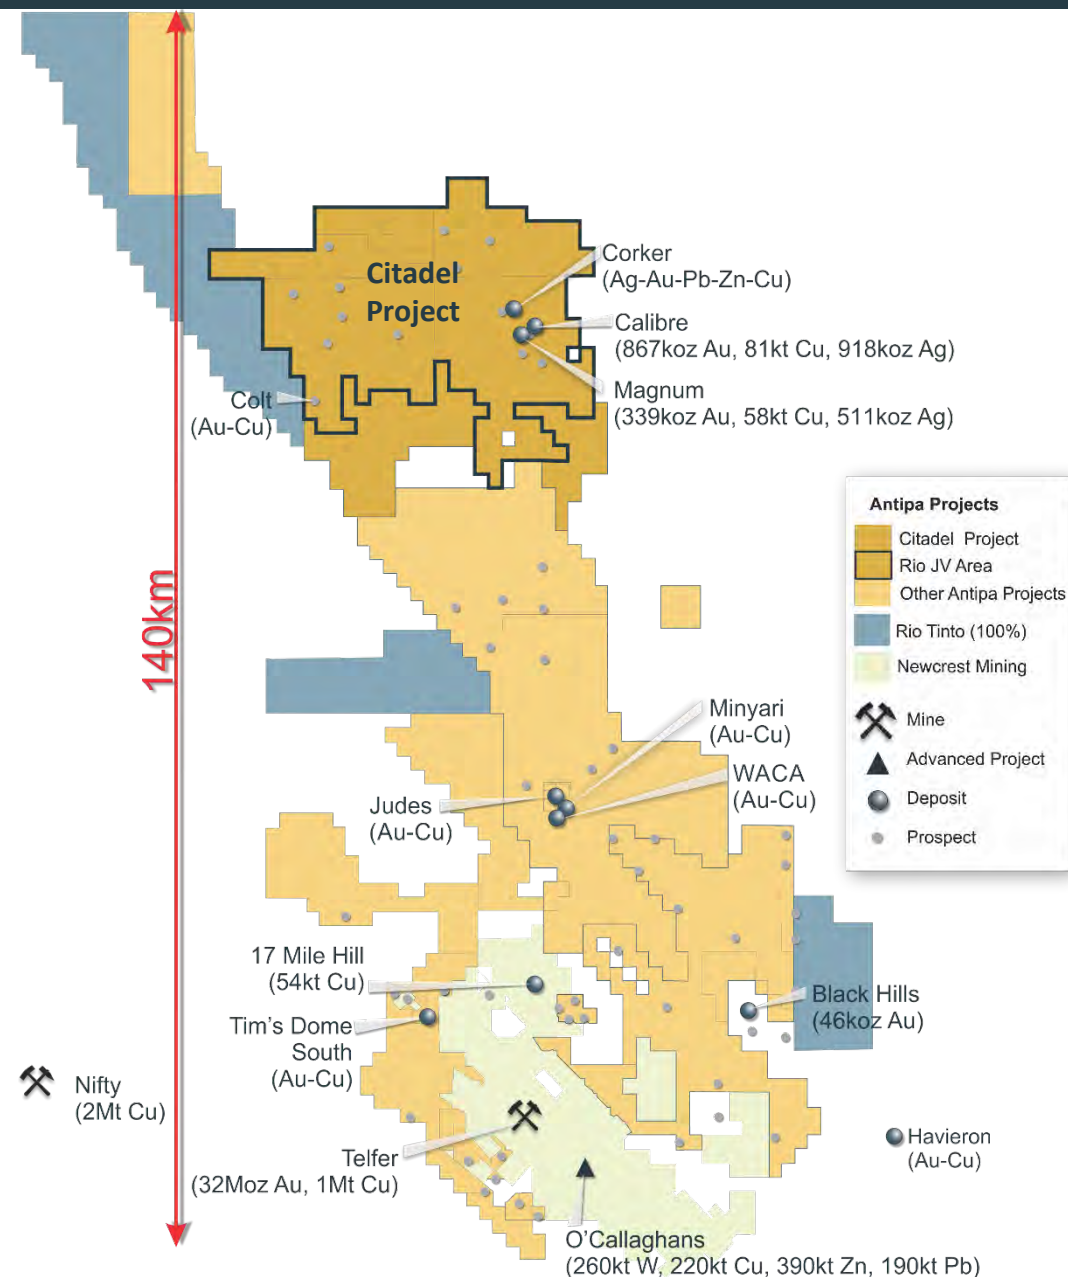 Citadel
Project
Corker
(Ag-Au-Pb-Zn-Cu)
Calibre
(867koz Au, 81kt Cu, 918koz Ag)
Magnum
(339koz Au, 58kt Cu, 511koz Ag)
Colt
(Au-Cu)
Antipa Projects
Citadel Project
Rio JV Area
Other Antipa Projects
Rio Tinto (100%)
Newcrest Mining
Mine
Advanced Project
Deposit
Prospect
140km
Minyari
(Au-Cu)
WACA
(Au-Cu)
Judes
(Au-Cu)
17 Mile Hill
(54kt Cu)
Tim's Dome
South
(Au-Cu)
Black Hills
(46koz Au)
Nifty
(2Mt Cu)
Telfer
(32Moz Au, 1Mt Cu)
Havieron
(Au-Cu)
O'Callaghans
(260kt W, 220kt Cu, 390kt Zn, 190kt Pb)